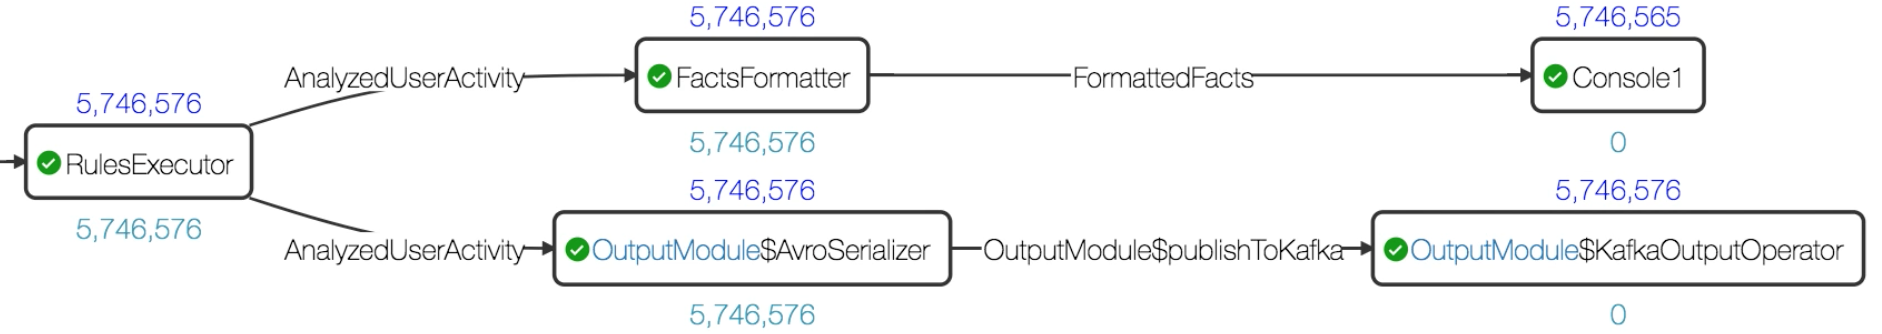 5,746,576
RulesExecutor
5,746,576
AnalyzedUserActivity
5,746,576
FactsFormatter
5,746,576
FormattedFacts
5,746,565
Console1
0
AnalyzedUserActivity
5,746,576
OutputModule$AvroSerializer
5,746,576
OutputModule$publishToKafka
5,746,576
OutputModule$KafkaOutputOperator
0